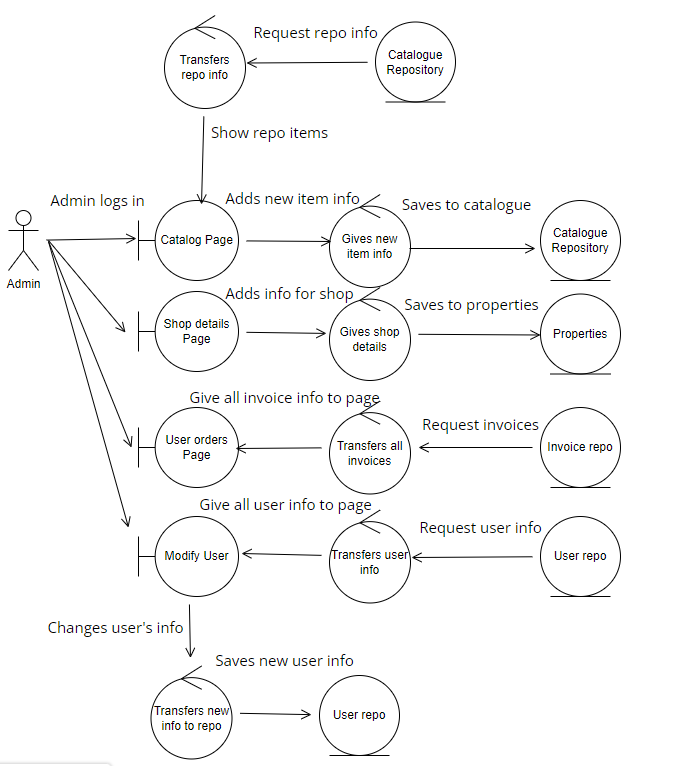 Request repo info
Transfers
repo info
Catalogue
Repository
Show repo items
Admin logs in
Adds new item info
Saves to catalogue
Admin
Catalog Page
Gives new
item info
Catalogue
Repository
Adds info for shop
Saves to properties
Shop details
Page
Gives shop
details
Properties
Give all invoice info to page
Request invoices
User orders
Page
Transfers all
invoices
Invoice repo
Give all user info to page
Request user info
Modify User
Transfers user
info
User repo
Changes user's info
Saves new user info
Transfers new
info to repo
User repo